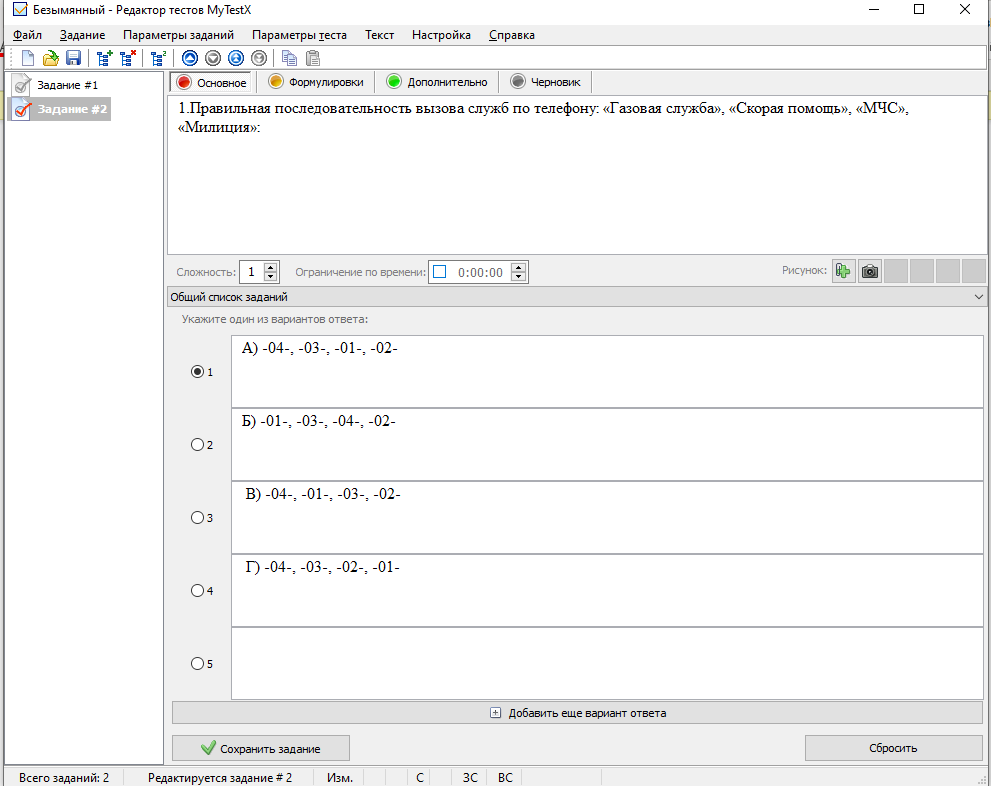 Безымянный - Редактор тестов MyTestX
Файл Задание Параметры заданий Параметры теста Текст Настройка Справка
Задание #1
Задание #2
Основное Формулировки Дополнительно Черновик
1.Правильная последовательность вызова служб по телефону: «Газовая служба», «Скорая помощь», «МЧС»,
«Милиция»:
Сложность: 1 Ограничение по времени: 0:00:00 Рисунок:
Общий список заданий
Укажите один из вариантов ответа:
1 А) -04-, -03-, -01-, -02-
2 Б) -01-, -03-, -04-, -02-
3 В) -04-, -01-, -03-, -02-
4 Г) -04-, -03-, -02-, -01-
5
Добавить еще вариант ответа
Сохранить задание Сбросить
Всего заданий: 2 Редактируется задание # 2 Изм. С ЗС ВС